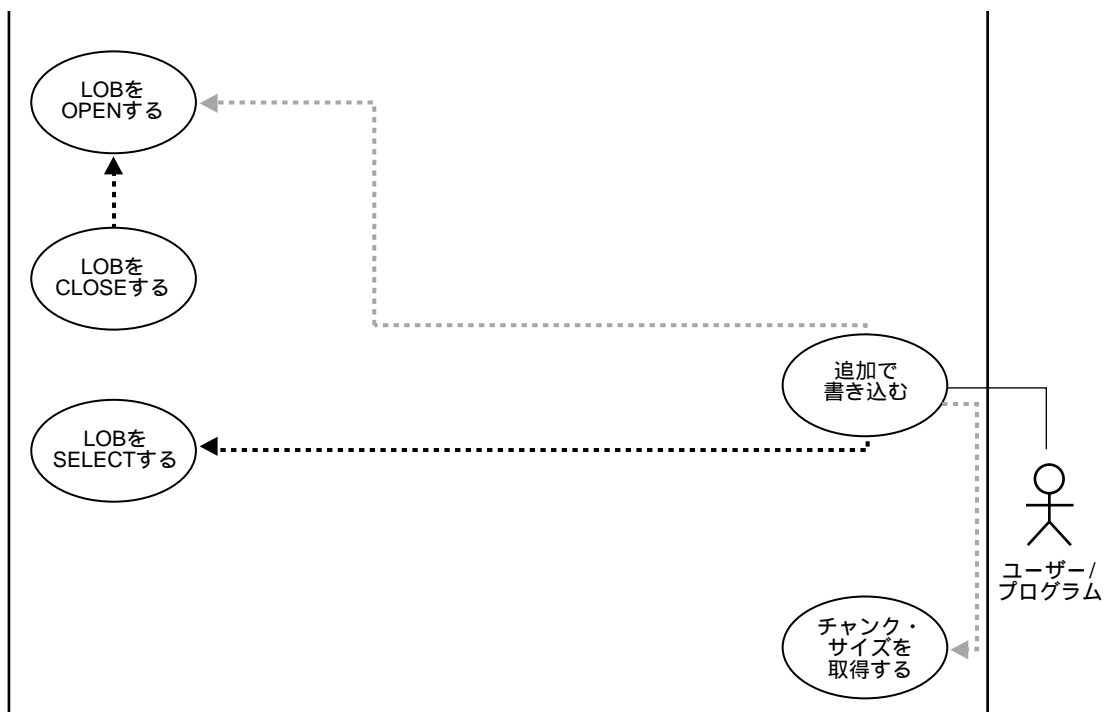 LOBを
OPENする
LOBを
CLOSEする
追加で
書き込む
LOBを
SELECTする
ユーザー/
プログラム
チャンク・
サイズを
取得する